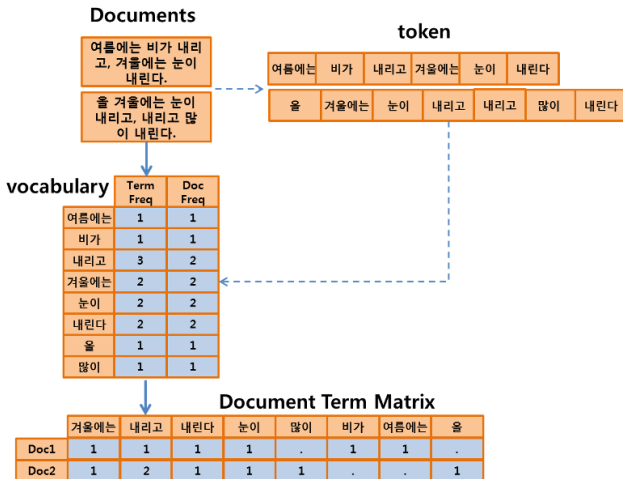 Documents
여름에는 비가 내리
고, 겨울에는 눈이
내린다.
올 겨울에는 눈이
내리고, 내리고 많
이 내린다.
token
여름에는 비가 내리고 겨울에는 눈이 내린다
올 겨울에는 눈이 내리고 내리고 많이 내린다
vocabulary
Term Freq Doc Freq
여름에는 1 1
비가 1 1
내리고 3 2
겨울에는 2 2
눈이 2 2
내린다 2 2
올 1 1
많이 1 1
Document Term Matrix
겨울에는 내리고 내린다 눈이 많이 비가 여름에는 올
Doc1 1 1 1 1 . 1 1 .
Doc2 1 2 1 1 1 . . 1